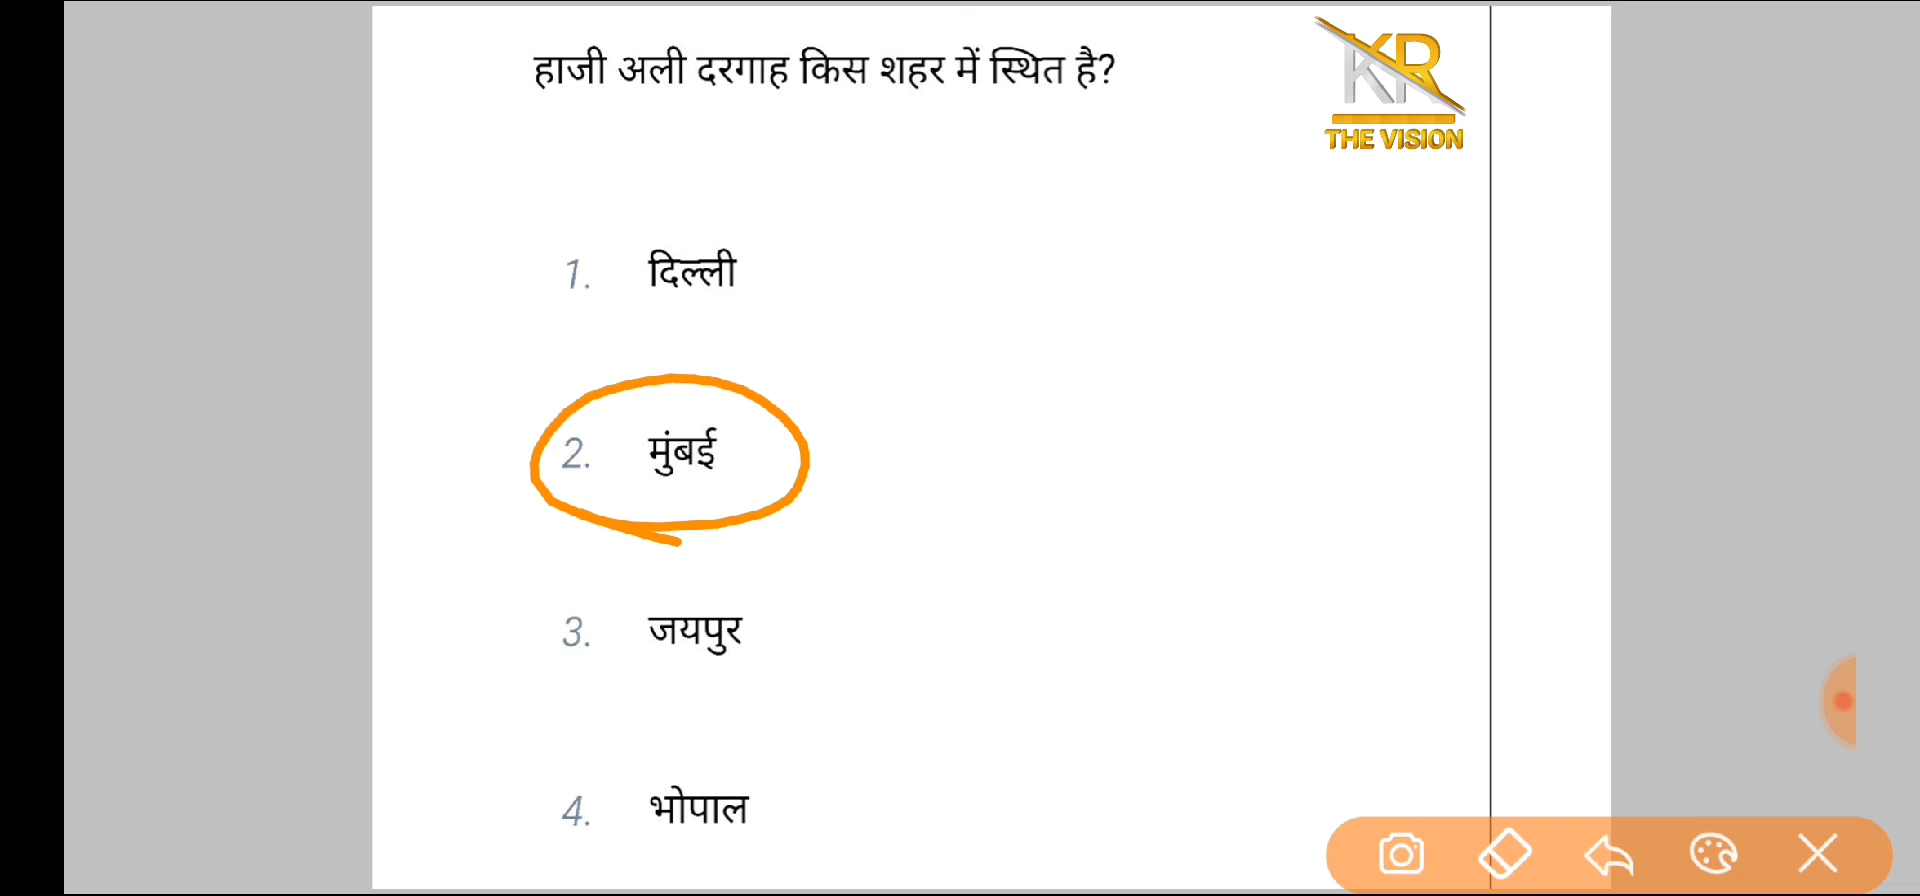 हाजी अली दरगाह किस शहर में स्थित है?
KR
THE VISION
1. दिल्ली
2. मुंबई
3. जयपुर
4. भोपाल